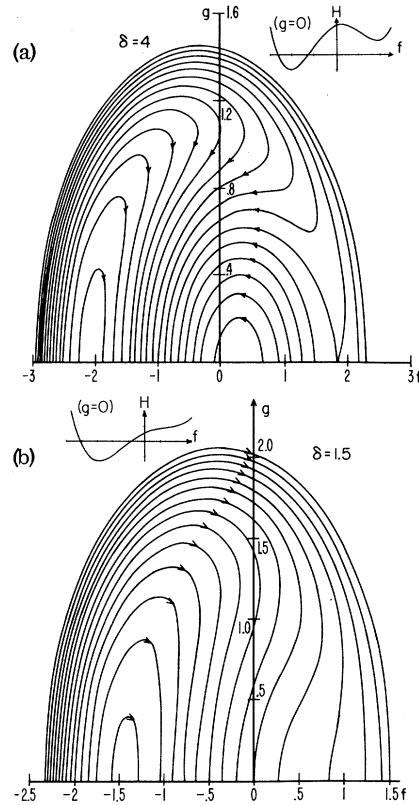 g 1.6
(g=0) H f
(a) δ=4
1.2
.8
.4
-3 -2 -1 0 1 2 3 f
(g=0) H f
g
(b) 2.0 δ=1.5
1.5
1.0
.5
-2.5 -2 -1.5 -1 -.5 0 .5 1 1.5 f